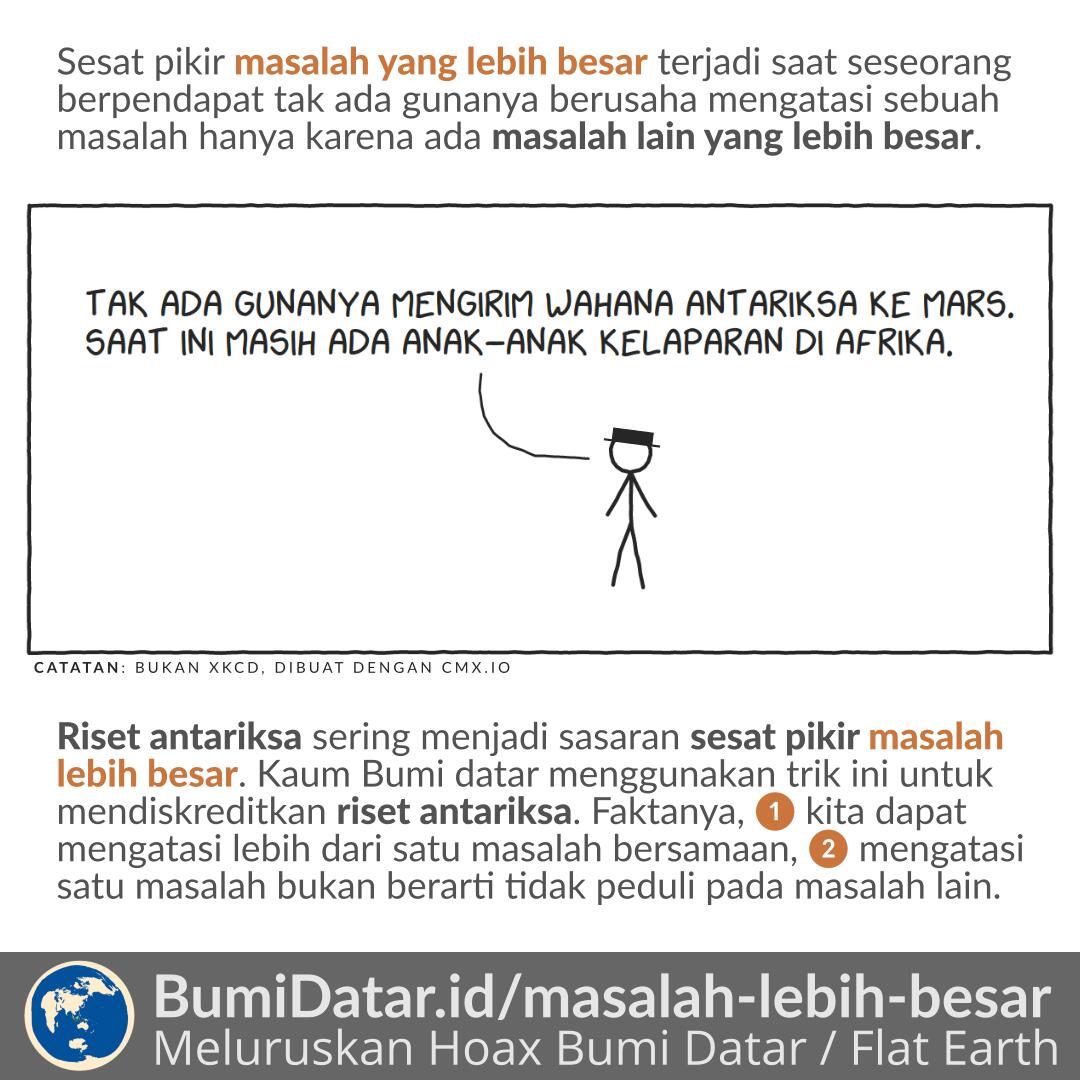 Sesat pikir masalah yang lebih besar terjadi saat seseorang
berpendapat tak ada gunanya berusaha mengatasi sebuah
masalah hanya karena ada masalah lain yang lebih besar.
TAK ADA GUNANYA MENGIRIM WAHANA ANTARIKSA KE MARS.
SAAT INI MASIH ADA ANAK-ANAK KELAPARAN DI AFRIKA.
CATATAN: BUKAN XKCD, DIBUAT DENGAN CMX.IO
Riset antariksa sering menjadi sasaran sesat pikir masalah
lebih besar. Kaum Bumi datar menggunakan trik ini untuk
mendiskreditkan riset antariksa. Faktanya, 1 kita dapat
mengatasi lebih dari satu masalah bersamaan, 2 mengatasi
satu masalah bukan berarti tidak peduli pada masalah lain.
BumiDatar.id/masalah-lebih-besar
Meluruskan Hoax Bumi Datar / Flat Earth